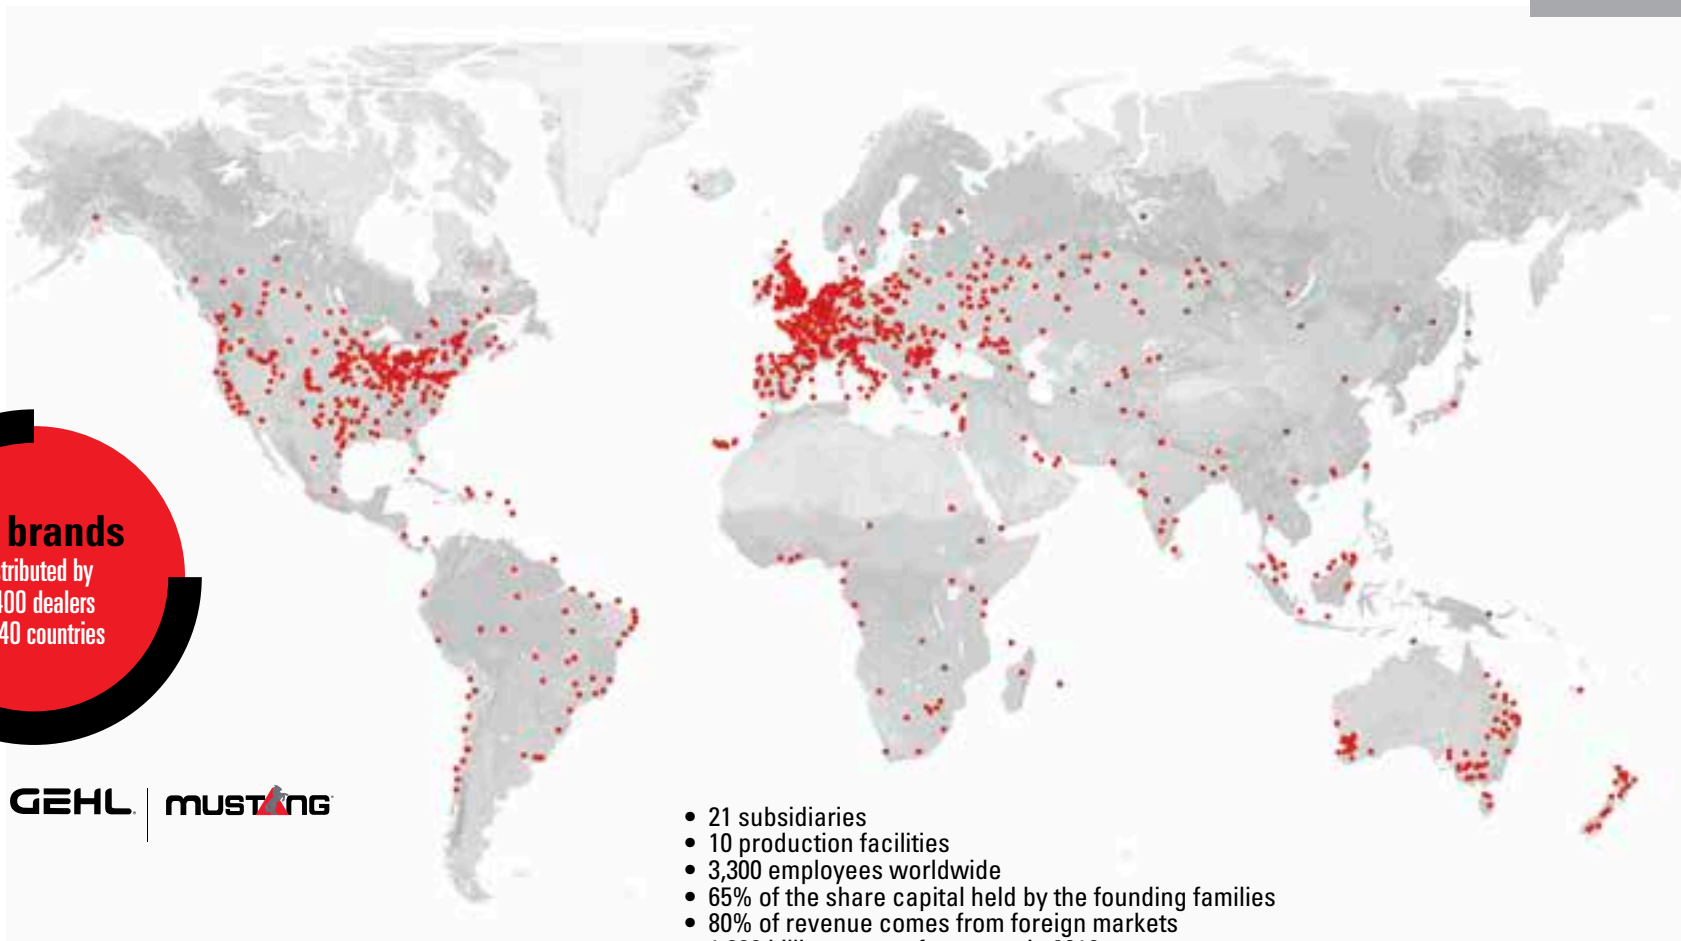 brands
tributed by
400 dealers
40 countries
GEHL
MUSTANG
• 21 subsidiaries
• 10 production facilities
• 3,300 employees worldwide
• 65% of the share capital held by the founding families
• 80% of revenue comes from foreign markets